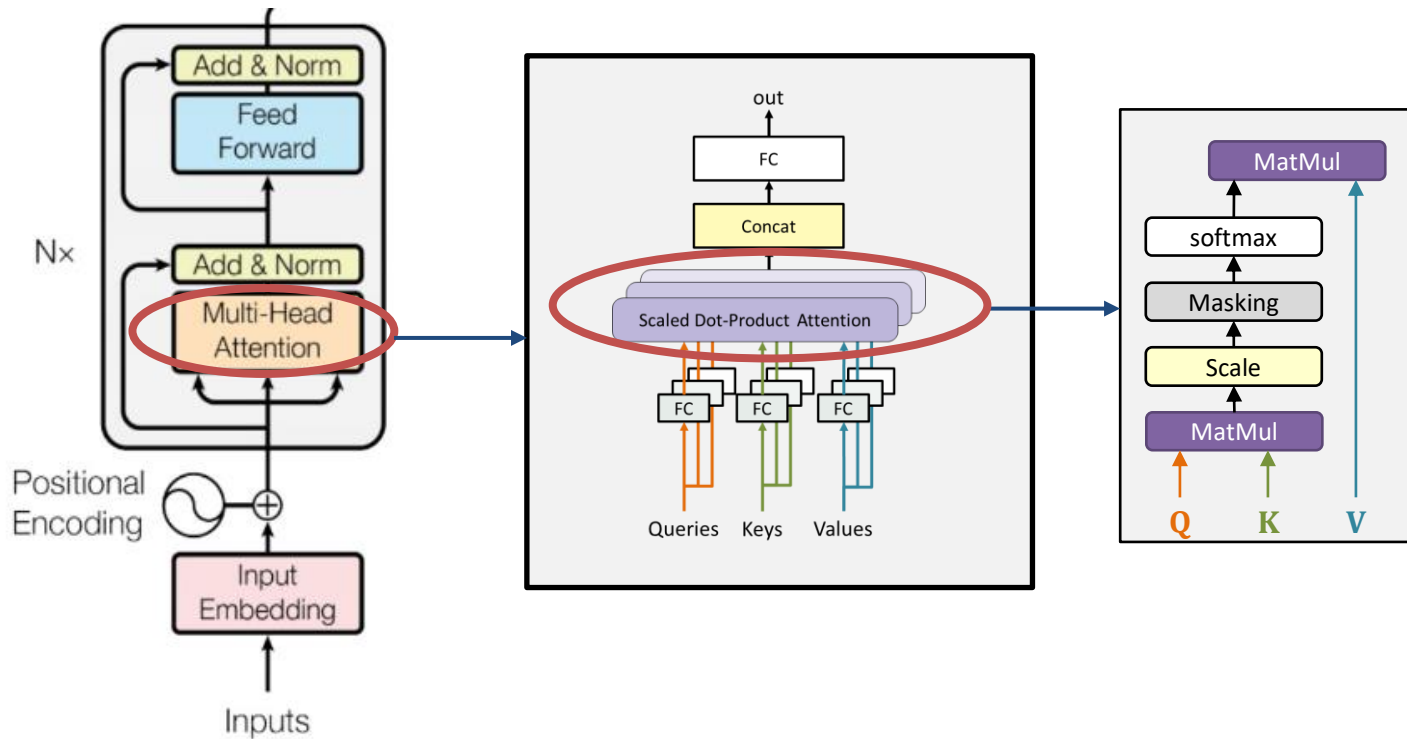 Add & Norm
Feed
Forward
Nx
Add & Norm
Multi-Head
Attention
Positional
Encoding
Input
Embedding
Inputs
out
FC
Concat
Scaled Dot-Product Attention
FC FC FC
Queries Keys Values
MatMul
softmax
Masking
Scale
MatMul
Q K V